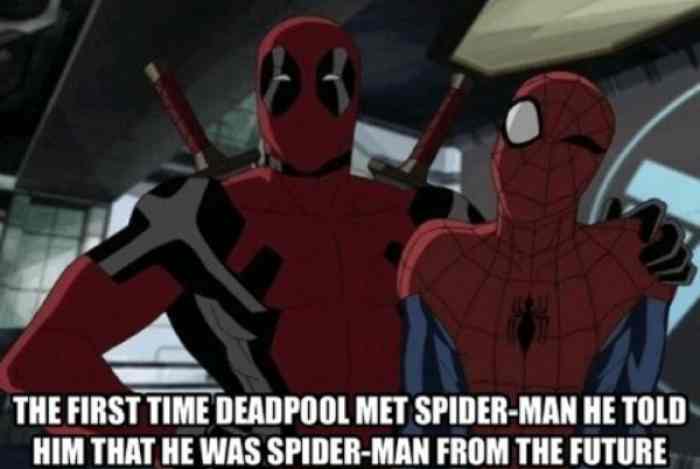 THE FIRST TIME DEADPOOL MET SPIDER-MAN HE TOLD
HIM THAT HE WAS SPIDER-MAN FROM THE FUTURE